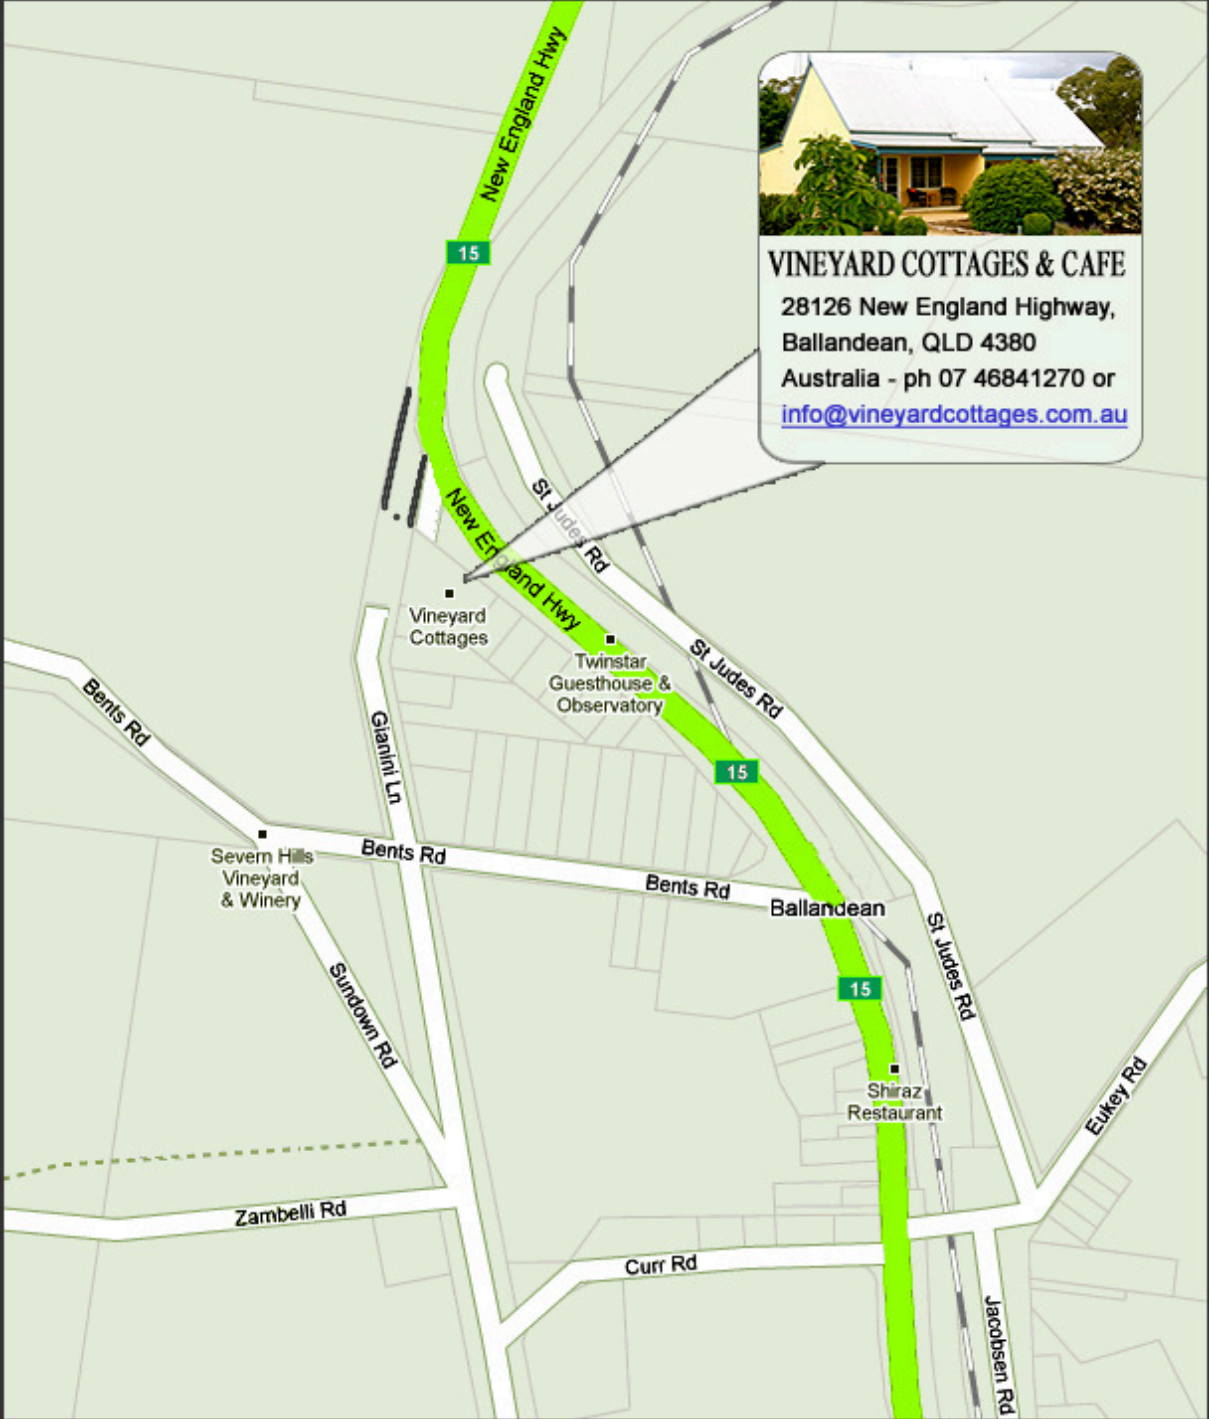 New England Hwy
15
VINEYARD COTTAGES & CAFE
28126 New England Highway,
Ballandean, QLD 4380
Australia - ph 07 46841270 or
info@vineyardcottages.com.au
St Judes Rd
New England Hwy
Vineyard
Cottages
Twinstar
Guesthouse &
Observatory
St Judes Rd
Bents Rd
Gianini Ln
15
Severn Hills
Vineyard
& Winery
Bents Rd
Bents Rd
Ballandean
St Judes Rd
Sundown Rd
15
Shiraz
Restaurant
Eukey Rd
Zambelli Rd
Curr Rd
Jacobsen Rd